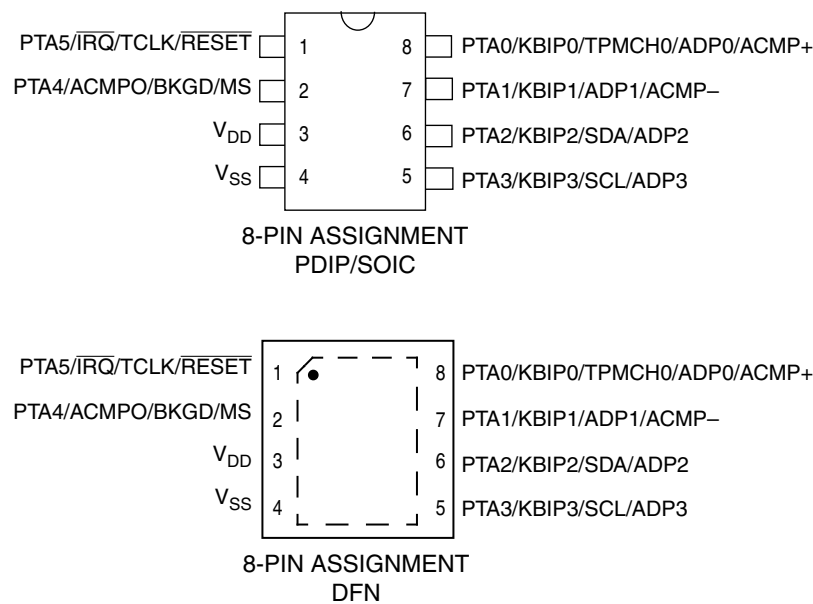 PTA5/IRQ/TCLK/RESET 1 8 PTA0/KBIP0/TPMCH0/ADP0/ACMP+
PTA4/ACMPO/BKGD/MS 2 7 PTA1/KBIP1/ADP1/ACMP–
VDD 3 6 PTA2/KBIP2/SDA/ADP2
VSS 4 5 PTA3/KBIP3/SCL/ADP3
8-PIN ASSIGNMENT
PDIP/SOIC
PTA5/IRQ/TCLK/RESET 1 8 PTA0/KBIP0/TPMCH0/ADP0/ACMP+
PTA4/ACMPO/BKGD/MS 2 7 PTA1/KBIP1/ADP1/ACMP–
VDD 3 6 PTA2/KBIP2/SDA/ADP2
VSS 4 5 PTA3/KBIP3/SCL/ADP3
8-PIN ASSIGNMENT
DFN